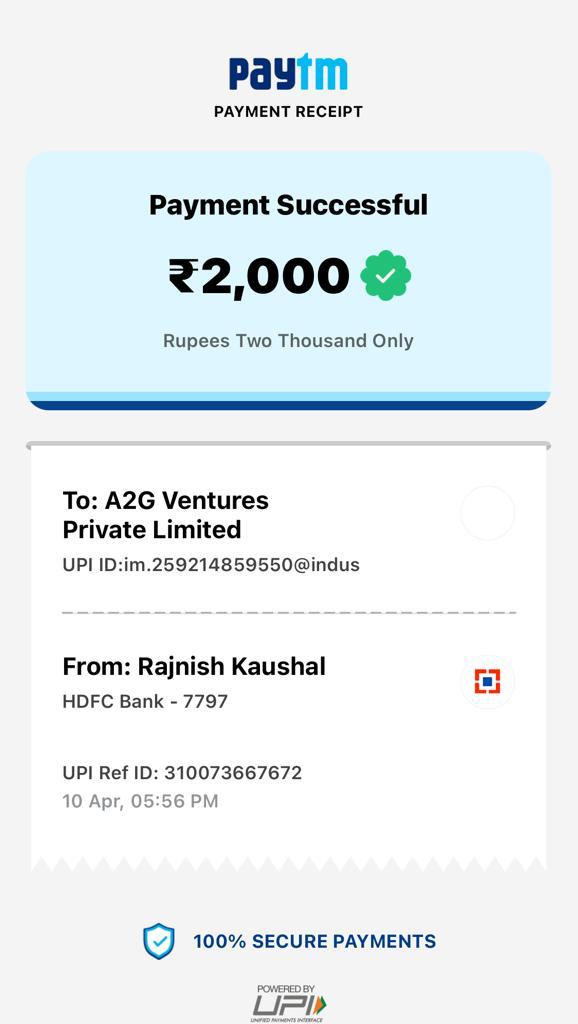 paytm
PAYMENT RECEIPT
Payment Successful
₹2,000
Rupees Two Thousand Only
To: A2G Ventures
Private Limited
UPI ID:im.259214859550@indus
From: Rajnish Kaushal
HDFC Bank - 7797
UPI Ref ID: 310073667672
10 Apr, 05:56 PM
100% SECURE PAYMENTS
POWERED BY
UPI
UNIFIED PAYMENTS INTERFACE